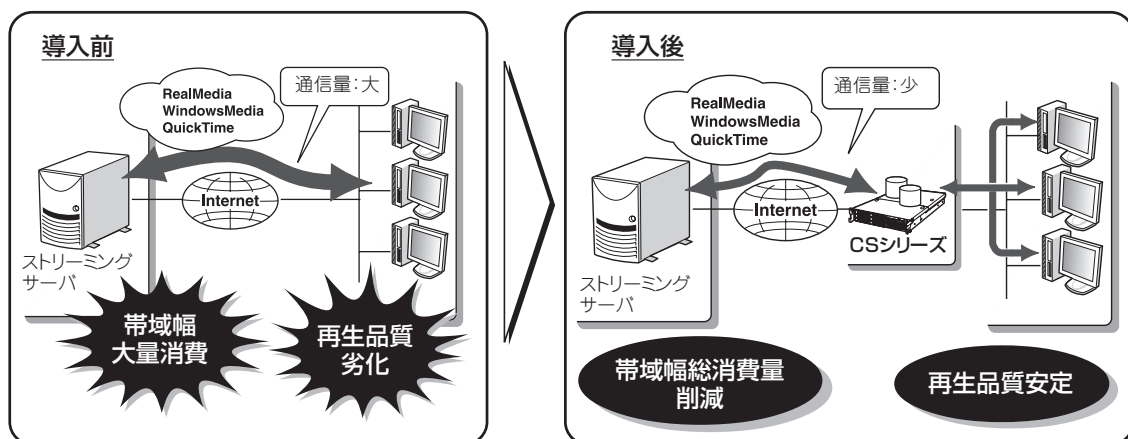 導入前
RealMedia
WindowsMedia
QuickTime
通信量:大
Internet
ストリーミング
サーバ
帯域幅
大量消費
再生品質
劣化
導入後
RealMedia
WindowsMedia
QuickTime
通信量:少
Internet
CSシリーズ
ストリーミング
サーバ
帯域幅総消費量
削減
再生品質安定